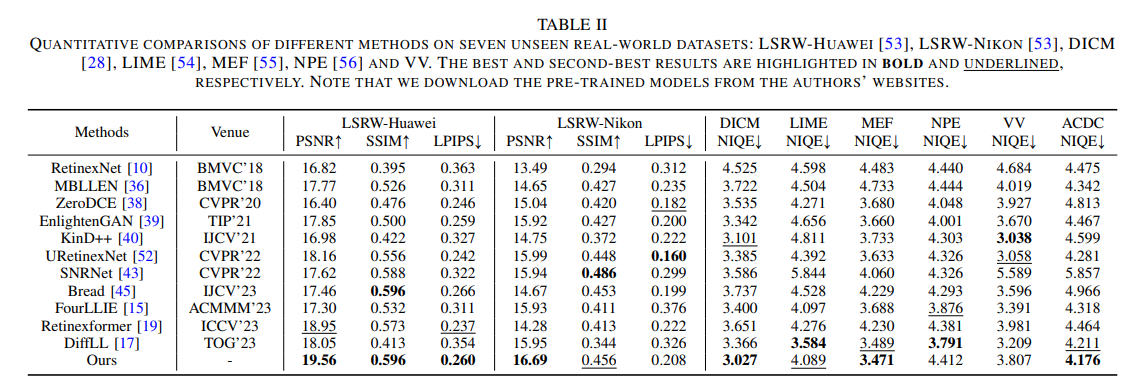 TABLE II
QUANTITATIVE COMPARISONS OF DIFFERENT METHODS ON SEVEN UNSEEN REAL-WORLD DATASETS: LSRW-HUAWEI [53], LSRW-NIKON [53], DICM
[28], LIME [54], MEF [55], NPE [56] AND VV. THE BEST AND SECOND-BEST RESULTS ARE HIGHLIGHTED IN BOLD AND UNDERLINED,
RESPECTIVELY. NOTE THAT WE DOWNLOAD THE PRE-TRAINED MODELS FROM THE AUTHORS' WEBSITES.
Methods Venue LSRW-Huawei LSRW-Nikon DICM LIME MEF NPE VV ACDC
PSNR↑ SSIM↑ LPIPS↓ PSNR↑ SSIM↑ LPIPS↓ NIQE↓ NIQE↓ NIQE↓ NIQE↓ NIQE↓ NIQE↓
RetinexNet [10] BMVC'18 16.82 0.395 0.363 13.49 0.294 0.312 4.525 4.598 4.483 4.440 4.684 4.475
MBLLEN [36] BMVC'18 17.77 0.526 0.311 14.65 0.427 0.235 3.722 4.504 4.733 4.444 4.019 4.342
ZeroDCE [38] CVPR'20 16.40 0.476 0.246 15.04 0.420 0.182 3.535 4.271 3.680 4.048 3.927 4.813
EnlightenGAN [39] TIP'21 17.85 0.500 0.259 15.92 0.427 0.200 3.342 4.656 3.660 4.001 3.670 4.467
KinD++ [40] IJCV'21 16.98 0.422 0.327 14.75 0.372 0.222 3.101 4.811 3.733 4.303 3.038 4.599
URetinexNet [52] CVPR'22 18.16 0.556 0.242 15.99 0.448 0.160 3.385 4.392 3.633 4.326 3.058 4.281
SNRNet [43] CVPR'22 17.62 0.588 0.322 15.94 0.486 0.299 3.586 5.844 4.060 4.326 5.589 5.857
Bread [45] IJCV'23 17.46 0.596 0.266 14.67 0.453 0.199 3.737 4.528 4.229 4.293 3.596 4.966
FourLLIE [15] ACMMM'23 17.30 0.532 0.311 15.93 0.411 0.376 3.400 4.097 3.688 3.876 3.391 4.318
Retinexformer [19] ICCV'23 18.95 0.573 0.237 14.28 0.413 0.222 3.651 4.276 4.230 4.381 3.981 4.464
DiffLL [17] TOG'23 18.05 0.413 0.354 15.95 0.344 0.326 3.366 3.584 3.489 3.791 3.209 4.211
Ours - 19.56 0.596 0.260 16.69 0.456 0.208 3.027 4.089 3.471 4.412 3.807 4.176